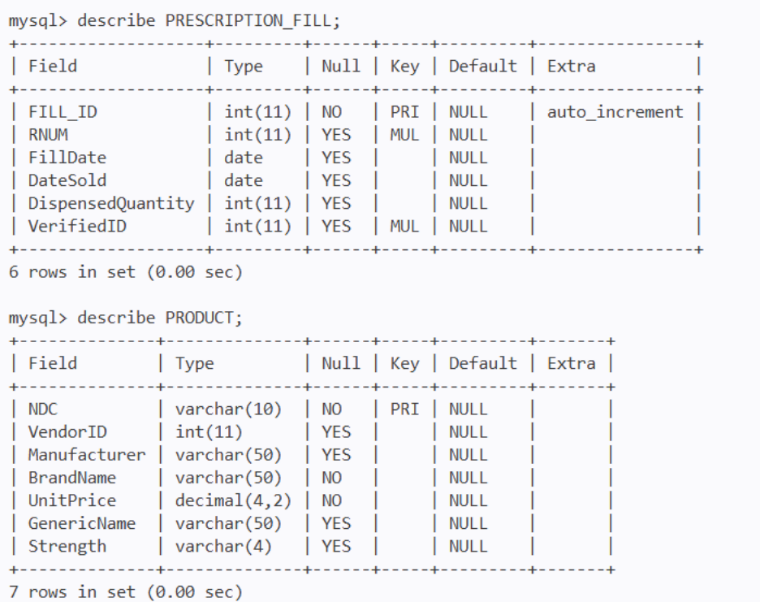 mysql> describe PRESCRIPTION_FILL;
+-------------------+---------+------+-----+---------+----------------+
| Field             | Type    | Null | Key | Default | Extra          |
+-------------------+---------+------+-----+---------+----------------+
| FILL_ID           | int(11) | NO   | PRI | NULL    | auto_increment |
| RNUM              | int(11) | YES  | MUL | NULL    |                |
| FillDate          | date    | YES  |     | NULL    |                |
| DateSold          | date    | YES  |     | NULL    |                |
| DispensedQuantity | int(11) | YES  |     | NULL    |                |
| VerifiedID        | int(11) | YES  | MUL | NULL    |                |
+-------------------+---------+------+-----+---------+----------------+
6 rows in set (0.00 sec)
mysql> describe PRODUCT;
+--------------+--------------+------+-----+---------+-------+
| Field        | Type         | Null | Key | Default | Extra |
+--------------+--------------+------+-----+---------+-------+
| NDC          | varchar(10)  | NO   | PRI | NULL    |       |
| VendorID     | int(11)      | YES  |     | NULL    |       |
| Manufacturer | varchar(50)  | YES  |     | NULL    |       |
| BrandName    | varchar(50)  | NO   |     | NULL    |       |
| UnitPrice    | decimal(4,2) | NO   |     | NULL    |       |
| GenericName  | varchar(50)  | YES  |     | NULL    |       |
| Strength     | varchar(4)   | YES  |     | NULL    |       |
+--------------+--------------+------+-----+---------+-------+
7 rows in set (0.00 sec)